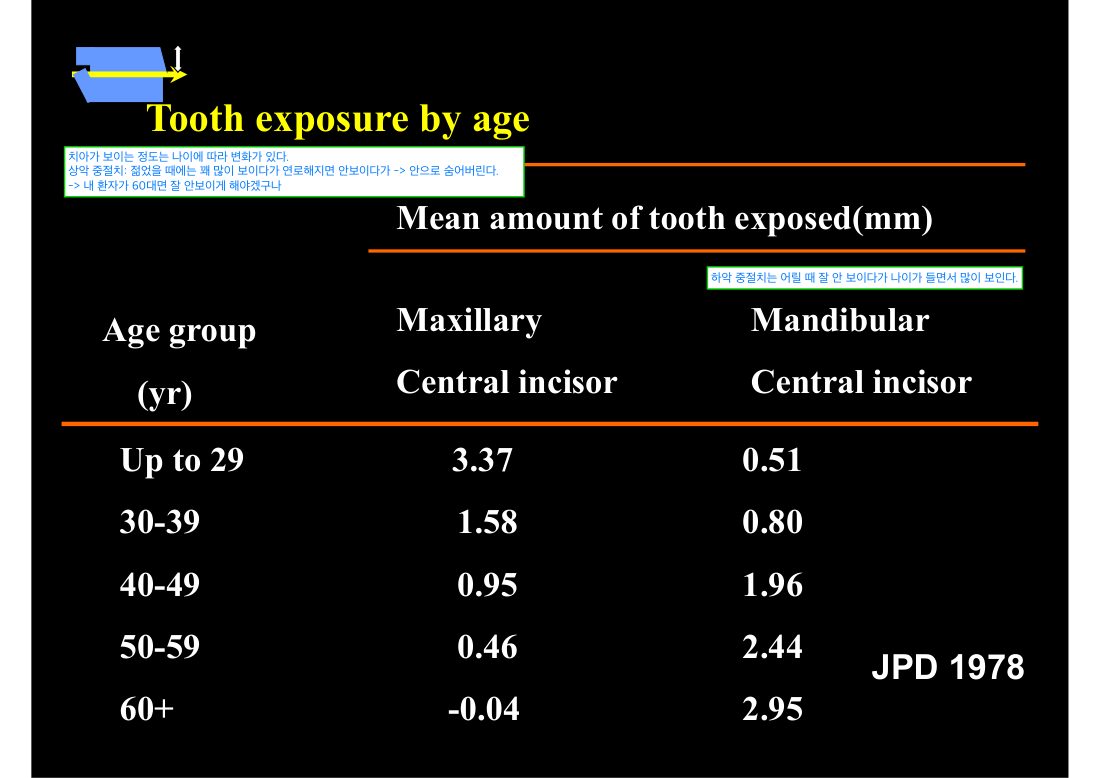 Tooth exposure by age
치아가 보이는 정도는 나이에 따라 변화가 있다.
상악 중절치: 젊었을 때에는 꽤 많이 보이다가 연로해지면 안보이다가 -> 안으로 숨어버린다.
-> 내 환자가 60대면 잘 안보이게 해야겠구나
Mean amount of tooth exposed(mm)
하악 중절치는 어릴 때 잘 안 보이다가 나이가 들면서 많이 보인다.
Age group
(yr)
Maxillary
Central incisor
Mandibular
Central incisor
Up to 29 3.37 0.51
30-39 1.58 0.80
40-49 0.95 1.96
50-59 0.46 2.44
JPD 1978
60+ -0.04 2.95